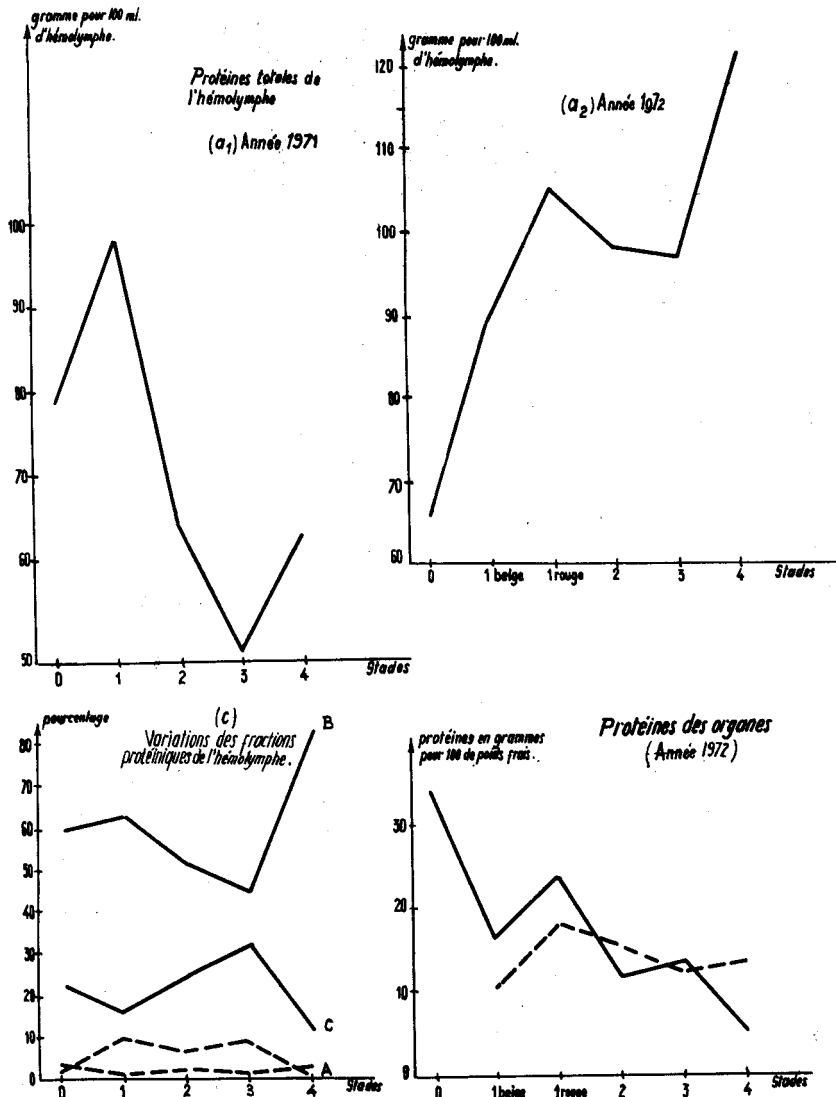 gramme pour 100 ml.
d'hémolymphe.
Protéines totales de
l'hémolymphe
(a1) Année 1971
100
90
80
70
60
50
0 1 2 3 4 Stades
gramme pour 100 ml.
d'hémolymphe.
(a2) Année 1972
120
110
100
90
80
70
60
0 1 beige 1 rouge 2 3 4 Stades
pourcentage
(c)
Variations des fractions
protéiniques de l'hémolymphe.
80
70
60
50
40
30
20
10
0
B
C
A
0 1 2 3 4 Stades
protéines en grammes
pour 100 de poids frais.
Protéines des organes
(Année 1972)
30
20
10
0
0 1 beige 1 rouge 2 3 4 Stades